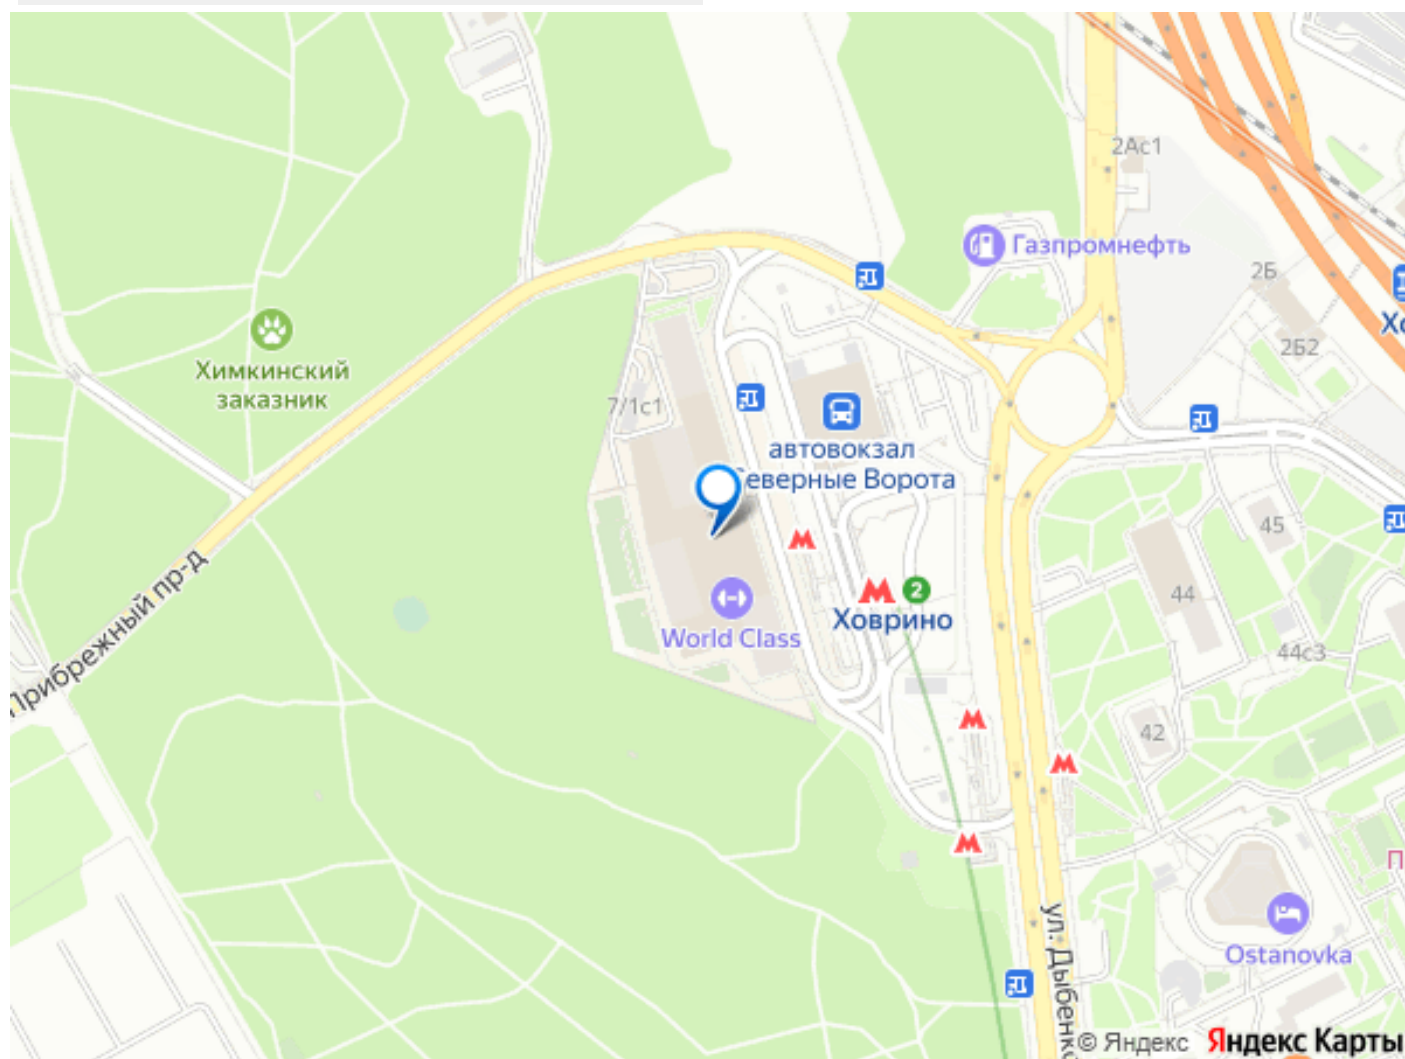 2Ас1
Газпромнефть
2Б
Хо
2Б2
Химкинский
заказник
7/1с1
автовокзал
Северные Ворота
45
44
2
Ховрино
World Class
Прибрежный пр-д
44с3
42
П
ул. Дыбенко
Ostanovka
© Яндекс
Яндекс Карты